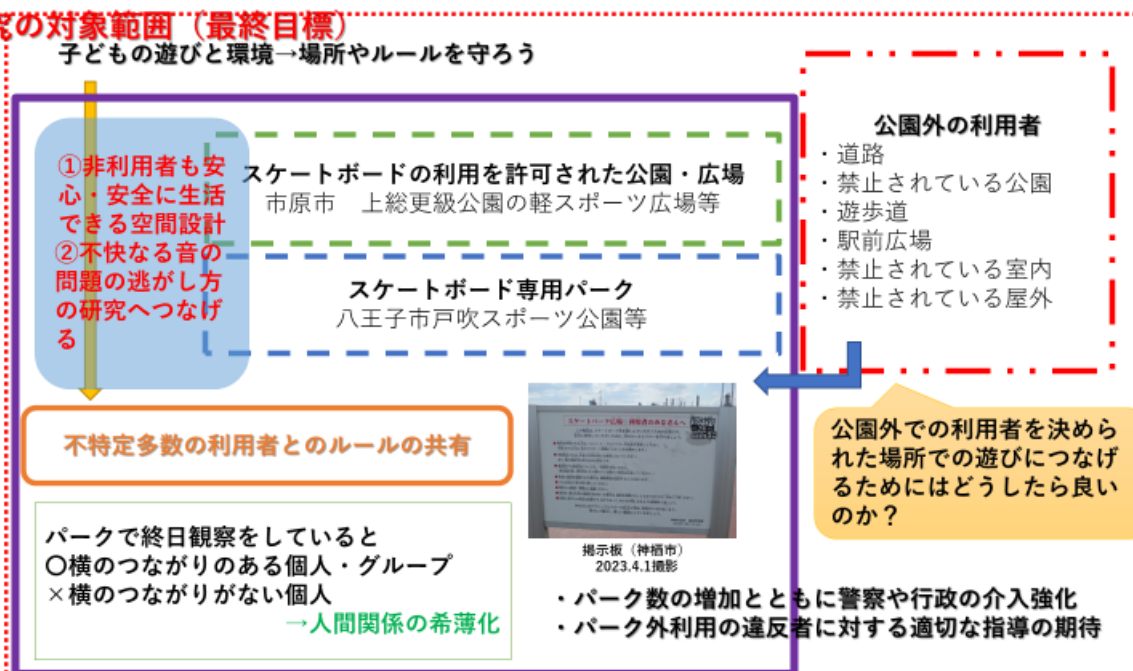 の対象範囲（最終目標）
子どもの遊びと環境→場所やルールを守ろう
①非利用者も安
心・安全に生活
できる空間設計
②不快なる音の
問題の逃がし方
の研究へつなげ
る
スケートボードの利用を許可された公園・広場
市原市　上総更級公園の軽スポーツ広場等
スケートボード専用パーク
八王子市戸吹スポーツ公園等
公園外の利用者
・道路
・禁止されている公園
・遊歩道
・駅前広場
・禁止されている室内
・禁止されている屋外
不特定多数の利用者とのルールの共有
公園外での利用者を決めら
れた場所での遊びにつなげ
るためにはどうしたら良い
のか？
パークで終日観察をしていると
〇横のつながりのある個人・グループ
×横のつながりがない個人
→人間関係の希薄化
掲示板（神栖市）
2023.4.1撮影
・パーク数の増加とともに警察や行政の介入強化
・パーク外利用の違反者に対する適切な指導の期待